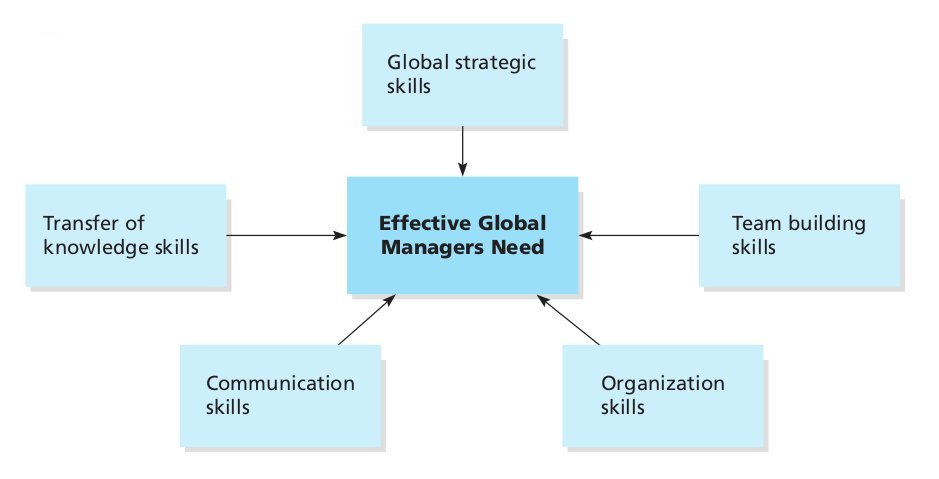 Global strategic
skills
Transfer of
knowledge skills
Effective Global
Managers Need
Team building
skills
Communication
skills
Organization
skills